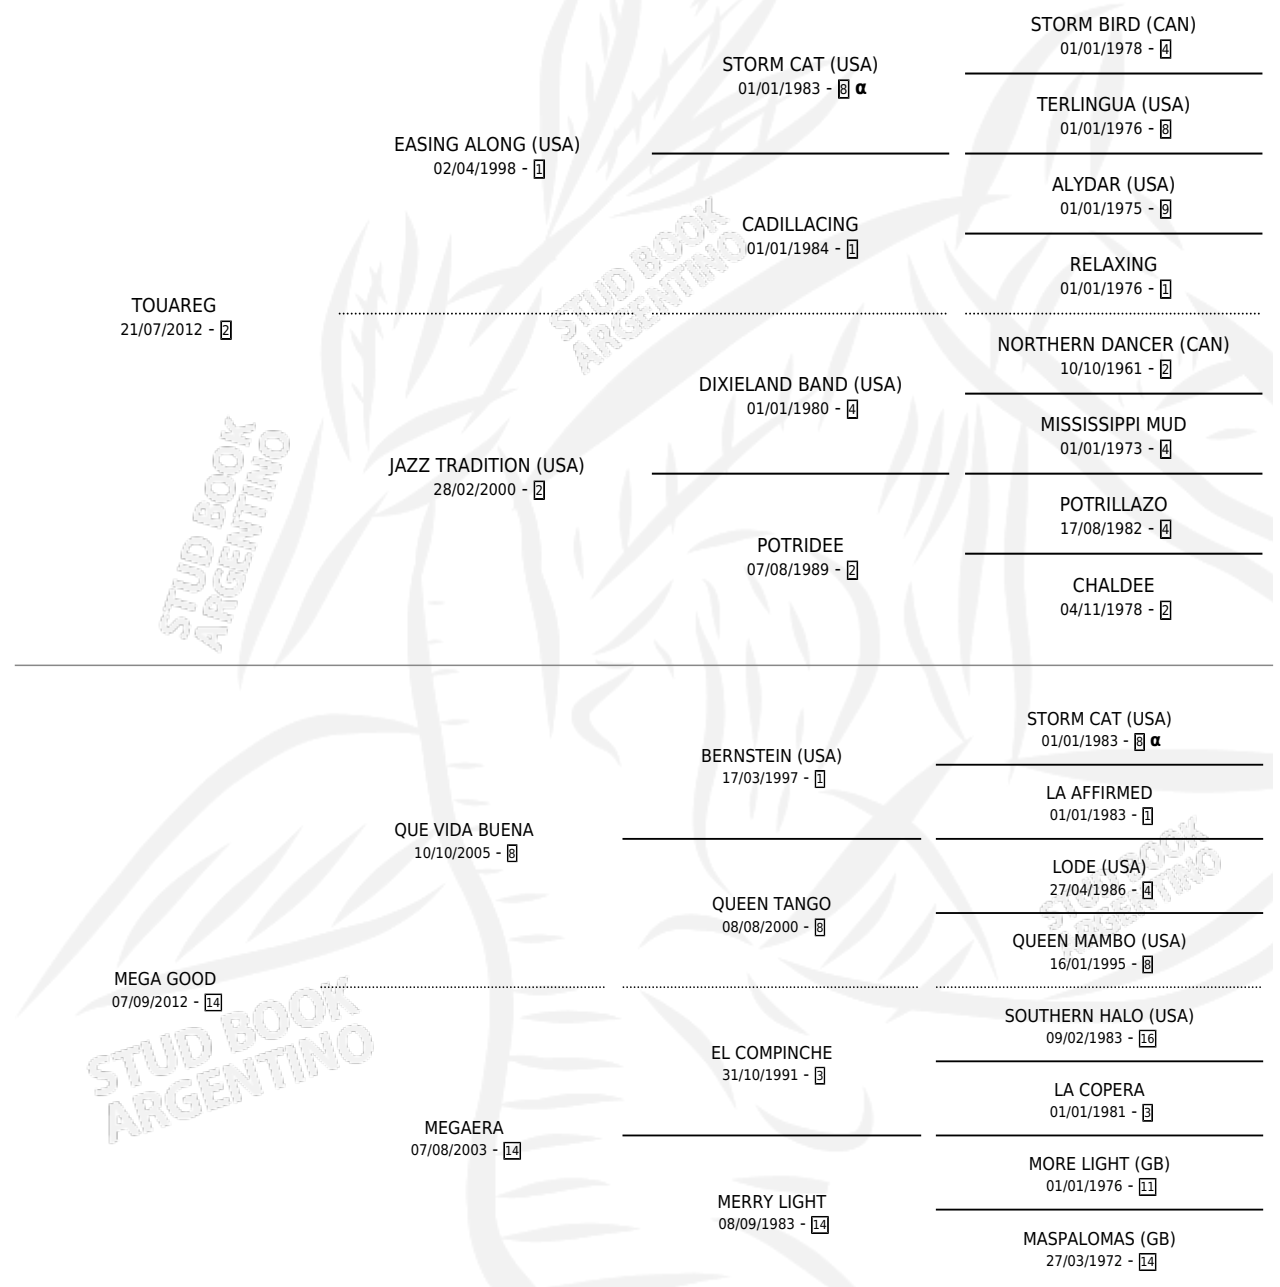 STORM BIRD (CAN)
01/01/1978 - 4
STORM CAT (USA)
01/01/1983 - 8 α
TERLINGUA (USA)
01/01/1976 - 8
EASING ALONG (USA)
02/04/1998 - 1
ALYDAR (USA)
01/01/1975 - 9
CADILLACING
01/01/1984 - 1
RELAXING
01/01/1976 - 1
TOUAREG
21/07/2012 - 2
STUD BOOK
ARGENTINO
NORTHERN DANCER (CAN)
10/10/1961 - 2
DIXIELAND BAND (USA)
01/01/1980 - 4
MISSISSIPPI MUD
01/01/1973 - 4
JAZZ TRADITION (USA)
28/02/2000 - 2
POTRILLAZO
17/08/1982 - 4
POTRIDEE
07/08/1989 - 2
CHALDEE
04/11/1978 - 2
STUD BOOK
ARGENTINO
STORM CAT (USA)
01/01/1983 - 8 α
BERNSTEIN (USA)
17/03/1997 - 1
LA AFFIRMED
01/01/1983 - 1
QUE VIDA BUENA
10/10/2005 - 8
LODE (USA)
27/04/1986 - 4
QUEEN TANGO
08/08/2000 - 8
QUEEN MAMBO (USA)
16/01/1995 - 8
STUD BOOK
ARGENTINO
MEGA GOOD
07/09/2012 - 14
STUD BOOK
ARGENTINO
SOUTHERN HALO (USA)
09/02/1983 - 16
EL COMPINCHE
31/10/1991 - 3
LA COPERA
01/01/1981 - 3
MEGAERA
07/08/2003 - 14
MORE LIGHT (GB)
01/01/1976 - 11
MERRY LIGHT
08/09/1983 - 14
MASPALOMAS (GB)
27/03/1972 - 14